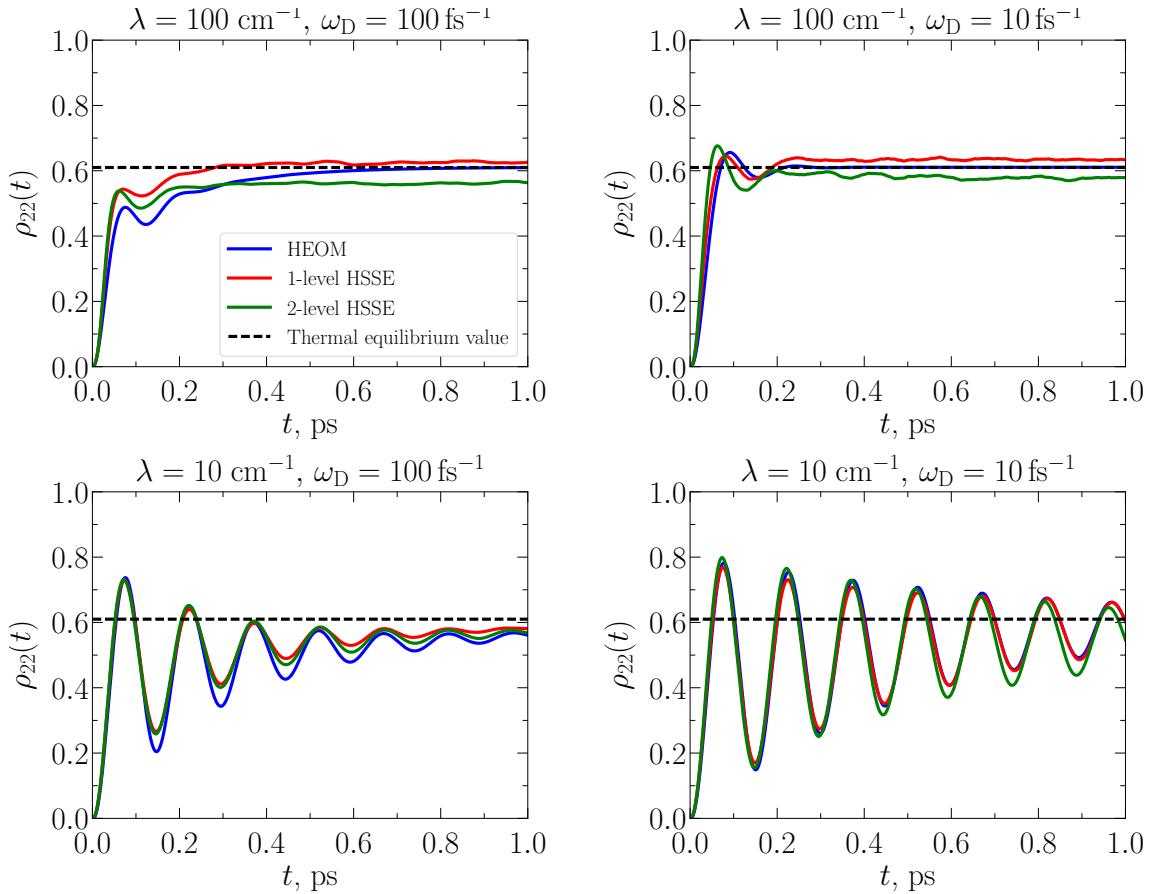 λ = 100 cm⁻¹, ω_D = 100 fs⁻¹
1.0
0.8
0.6
0.4
0.2
0.0
ρ₂₂(t)
HEOM
1-level HSSE
2-level HSSE
Thermal equilibrium value
0.0 0.2 0.4 0.6 0.8 1.0
t, ps
λ = 100 cm⁻¹, ω_D = 10 fs⁻¹
1.0
0.8
0.6
0.4
0.2
0.0
ρ₂₂(t)
0.0 0.2 0.4 0.6 0.8 1.0
t, ps
λ = 10 cm⁻¹, ω_D = 100 fs⁻¹
1.0
0.8
0.6
0.4
0.2
0.0
ρ₂₂(t)
0.0 0.2 0.4 0.6 0.8 1.0
t, ps
λ = 10 cm⁻¹, ω_D = 10 fs⁻¹
1.0
0.8
0.6
0.4
0.2
0.0
ρ₂₂(t)
0.0 0.2 0.4 0.6 0.8 1.0
t, ps